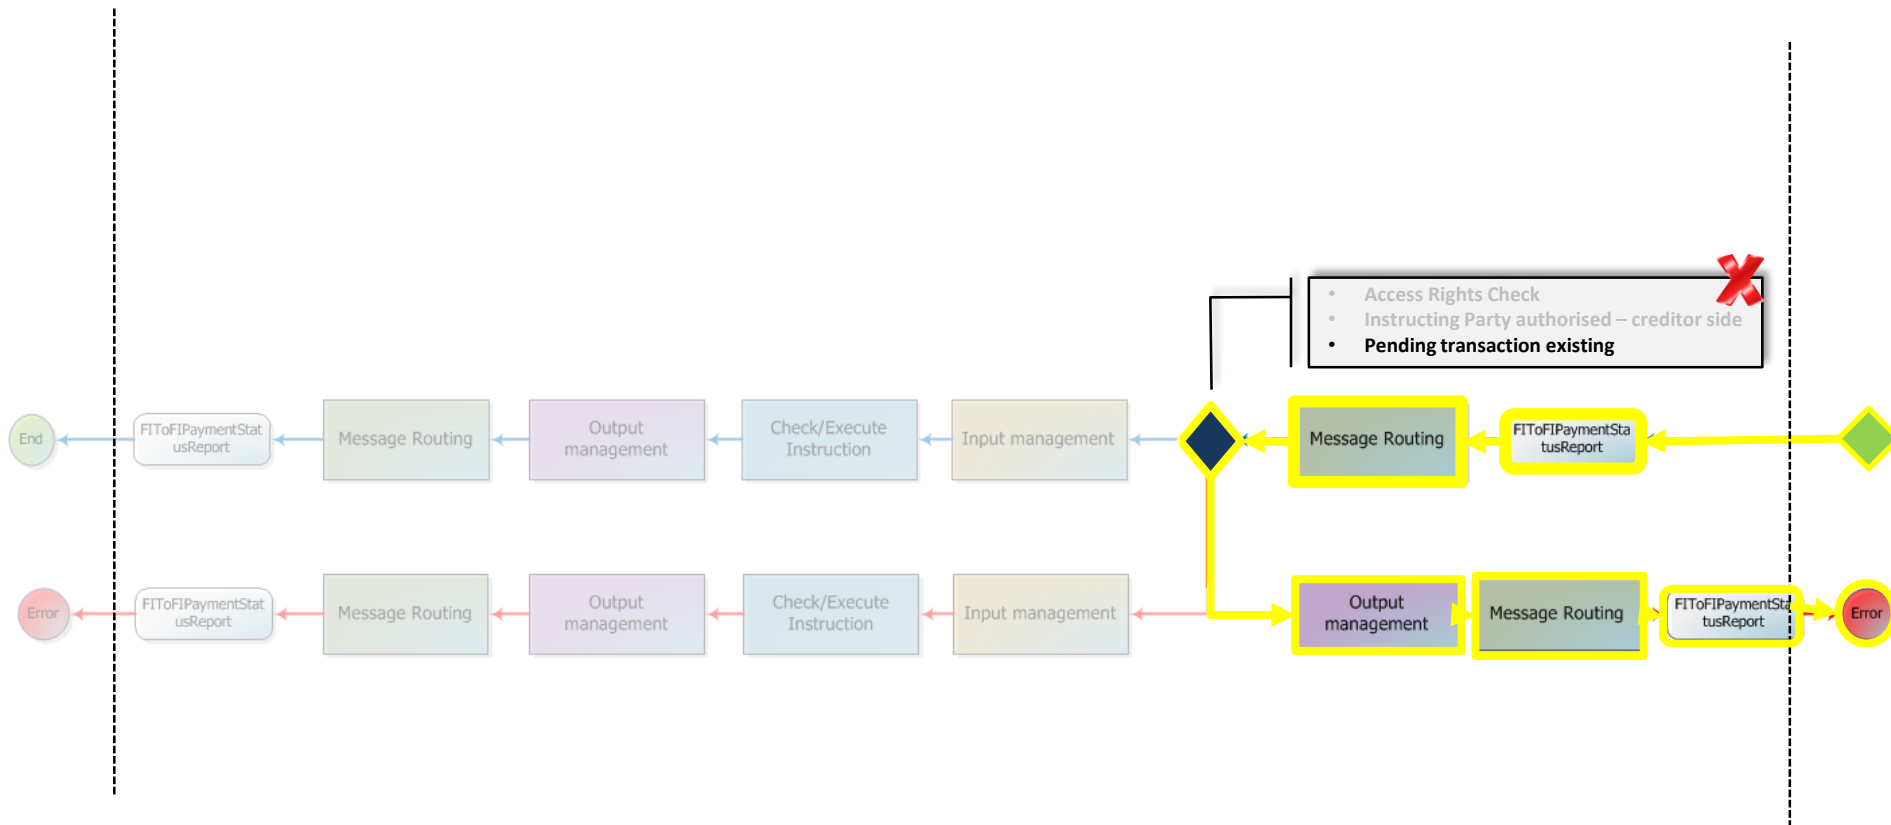 • Access Rights Check
• Instructing Party authorised – creditor side
• Pending transaction existing
End
FIToFIPaymentStat
usReport
Message Routing
Output
management
Check/Execute
Instruction
Input management
Message Routing
FIToFIPaymentSta
tusReport
Error
FIToFIPaymentStat
usReport
Message Routing
Output
management
Check/Execute
Instruction
Input management
Output
management
Message Routing
FIToFIPaymentSta
tusReport
Error